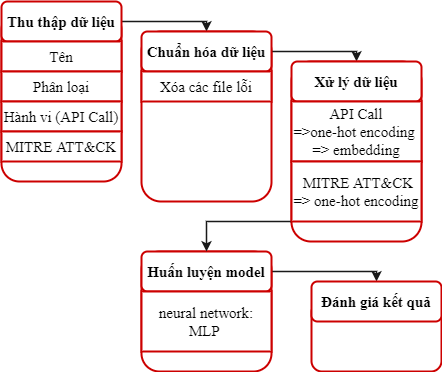 Thu thập dữ liệu
Tên
Phân loại
Hành vi (API Call)
MITRE ATT&CK
Chuẩn hóa dữ liệu
Xóa các file lỗi
Xử lý dữ liệu
API Call
=>one-hot encoding
=> embedding
MITRE ATT&CK
=> one-hot encoding
Huấn luyện model
neural network:
MLP
Đánh giá kết quả